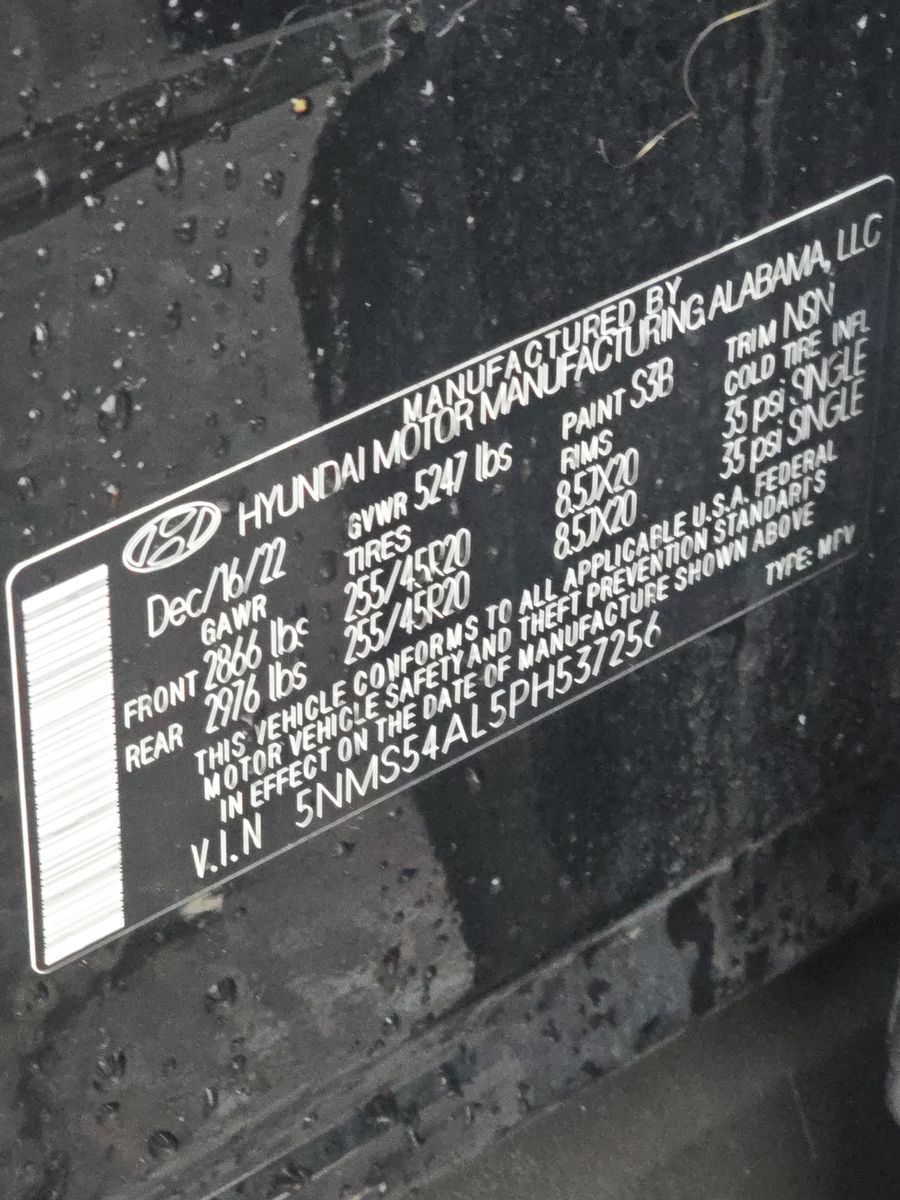 MANUFACTURED BY
HYUNDAI MOTOR MANUFACTURING ALABAMA, LLC
Dec/16/22 GVWR 5247 lbs PAINT S3B TRIM NSN
GAWR TIRES RIMS COLD TIRE INFL
FRONT 2866 lbs 255/45R20 8.5JX20 35 psi SINGLE
REAR 2976 lbs 255/45R20 8.5JX20 35 psi SINGLE
THIS VEHICLE CONFORMS TO ALL APPLICABLE U.S.A. FEDERAL
MOTOR VEHICLE SAFETY AND THEFT PREVENTION STANDARDS
IN EFFECT ON THE DATE OF MANUFACTURE SHOWN ABOVE
V.I.N 5NMS54AL5PH537256 TYPE: MPV